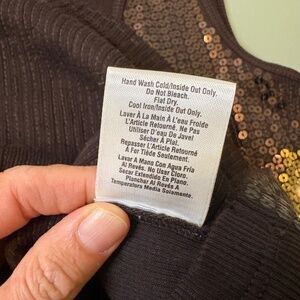 Hand Wash Cold/Inside Out Only,
Do Not Bleach.
Flat Dry.
Cool Iron/Inside Out Only.
Laver À La Main À L'eau Froide
L'Article Retourné. Ne Pas
Utiliser D'eau De Javel
Sécher À Plat.
Repasser L'Article Retourné
À Fer Tiède Seulement.
Lavar A Mano Con Agua Fría
Al Revés. No Usar Cloro.
Secar Extendido En Plano.
Planchar Al Revés A
Temperatura Media Solamente.